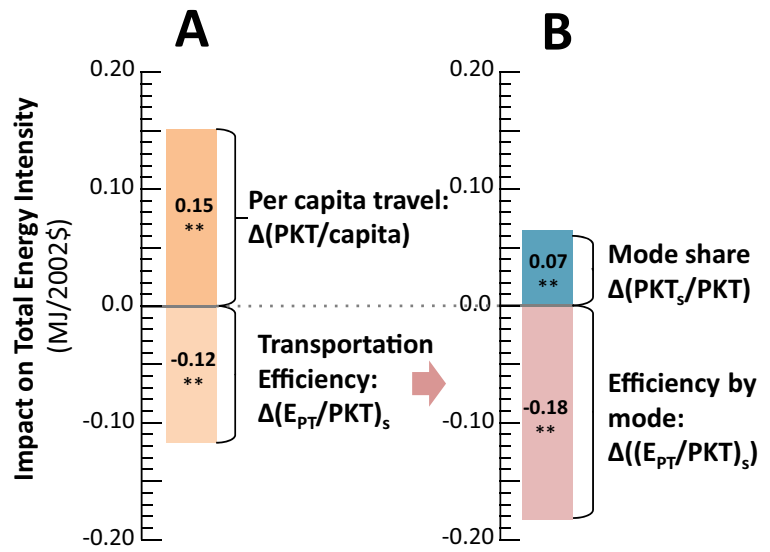 A
B
Impact on Total Energy Intensity
(MJ/2002$)
0.20
0.10
0.0
-0.10
-0.20
0.15
**
-0.12
**
Per capita travel:
Δ(PKT/capita)
Transportation
Efficiency:
Δ(E_PT/PKT)_s
0.20
0.10
0.0
-0.10
-0.20
0.07
**
-0.18
**
Mode share
Δ(PKT_s/PKT)
Efficiency by
mode:
Δ((E_PT/PKT)_s)